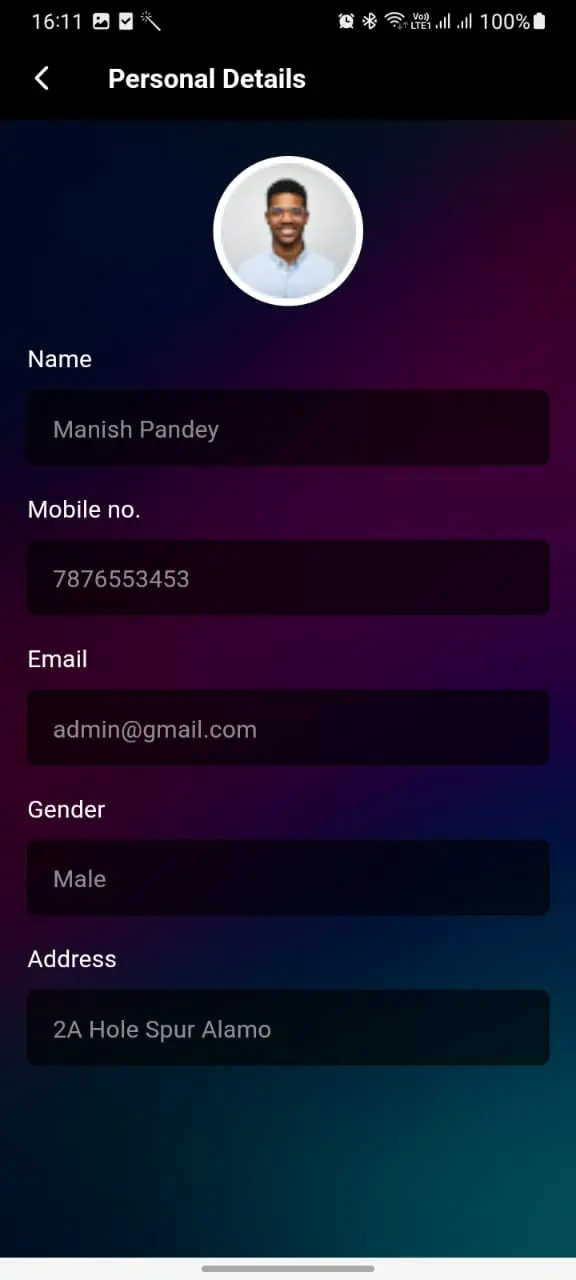 16:11 Vo)) LTE1 100%
Personal Details
Name
Manish Pandey
Mobile no.
7876553453
Email
admin@gmail.com
Gender
Male
Address
2A Hole Spur Alamo